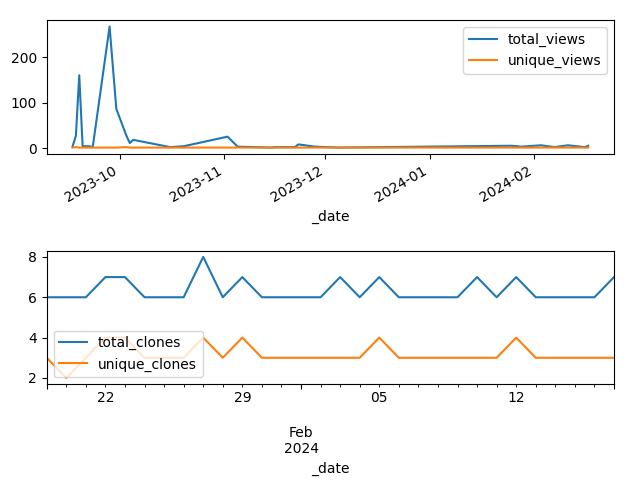 total_views
unique_views
200
100
0
2023-10
2023-11
2023-12
2024-01
2024-02
_date
8
6
4
2
total_clones
unique_clones
22
29
05
12
Feb
2024
_date